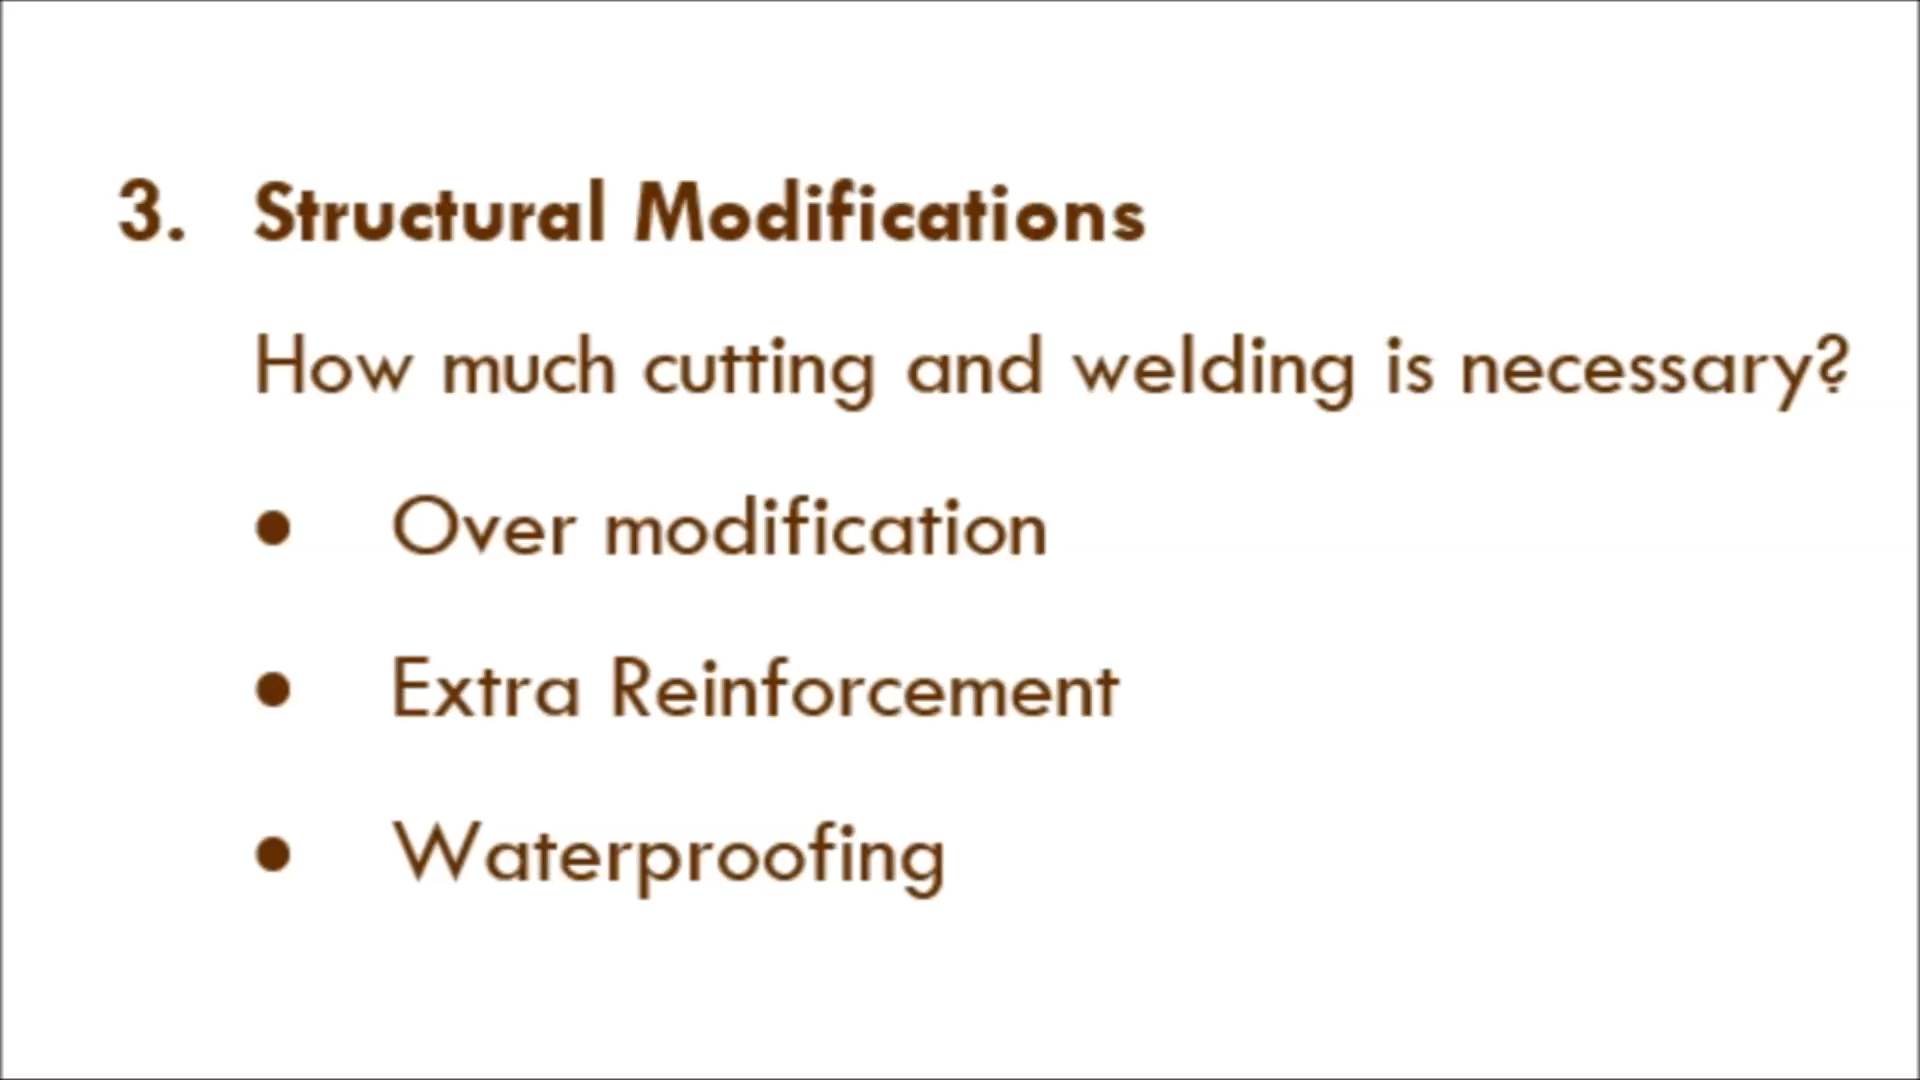 3. Structural Modifications
How much cutting and welding is necessary?
• Over modification
• Extra Reinforcement
• Waterproofing